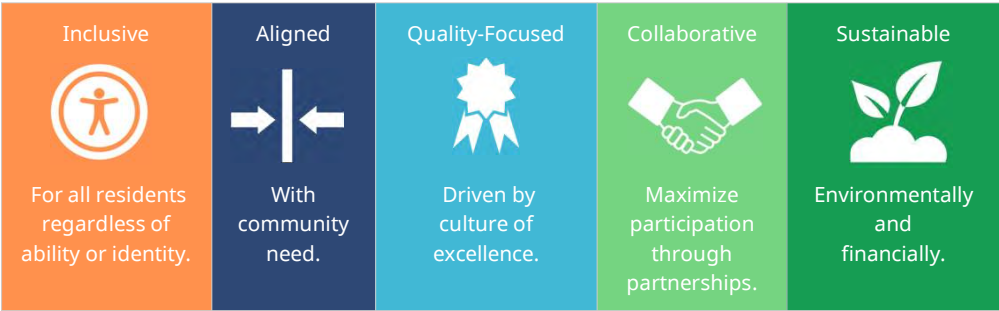 Inclusive
For all residents
regardless of
ability or identity.
Aligned
With
community
need.
Quality-Focused
Driven by
culture of
excellence.
Collaborative
Maximize
participation
through
partnerships.
Sustainable
Environmentally
and
financially.